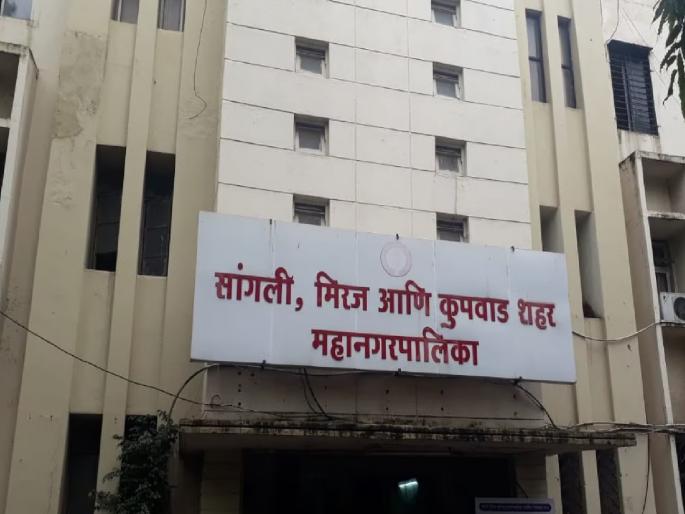 सांगली, मिरज आणि कुपवाड शहर
महानगरपालिका